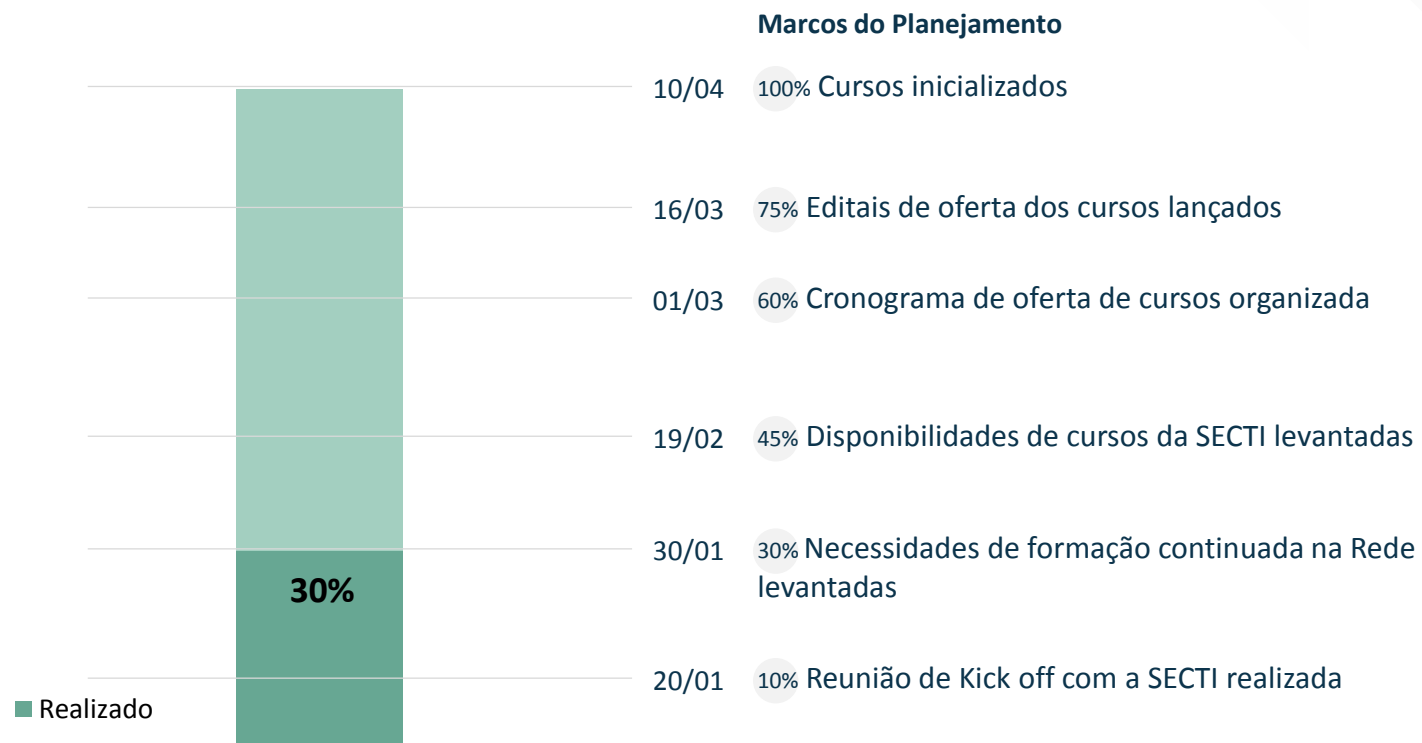 Marcos do Planejamento
10/04 100% Cursos inicializados
16/03 75% Editais de oferta dos cursos lançados
01/03 60% Cronograma de oferta de cursos organizada
19/02 45% Disponibilidades de cursos da SECTI levantadas
30/01 30% Necessidades de formação continuada na Rede
levantadas
30%
20/01 10% Reunião de Kick off com a SECTI realizada
Realizado